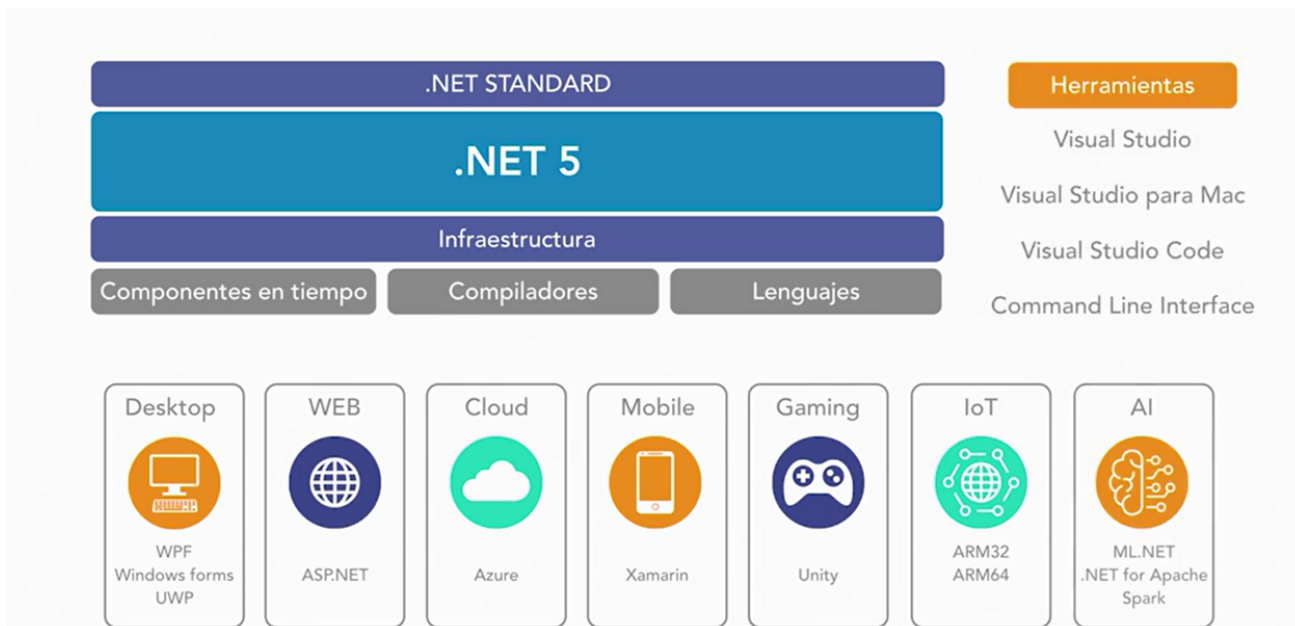 .NET STANDARD
.NET 5
Infraestructura
Componentes en tiempo
Compiladores
Lenguajes
Herramientas
Visual Studio
Visual Studio para Mac
Visual Studio Code
Command Line Interface
Desktop
WPF
Windows forms
UWP
WEB
ASP.NET
Cloud
Azure
Mobile
Xamarin
Gaming
Unity
IoT
ARM32
ARM64
AI
ML.NET
.NET for Apache
Spark